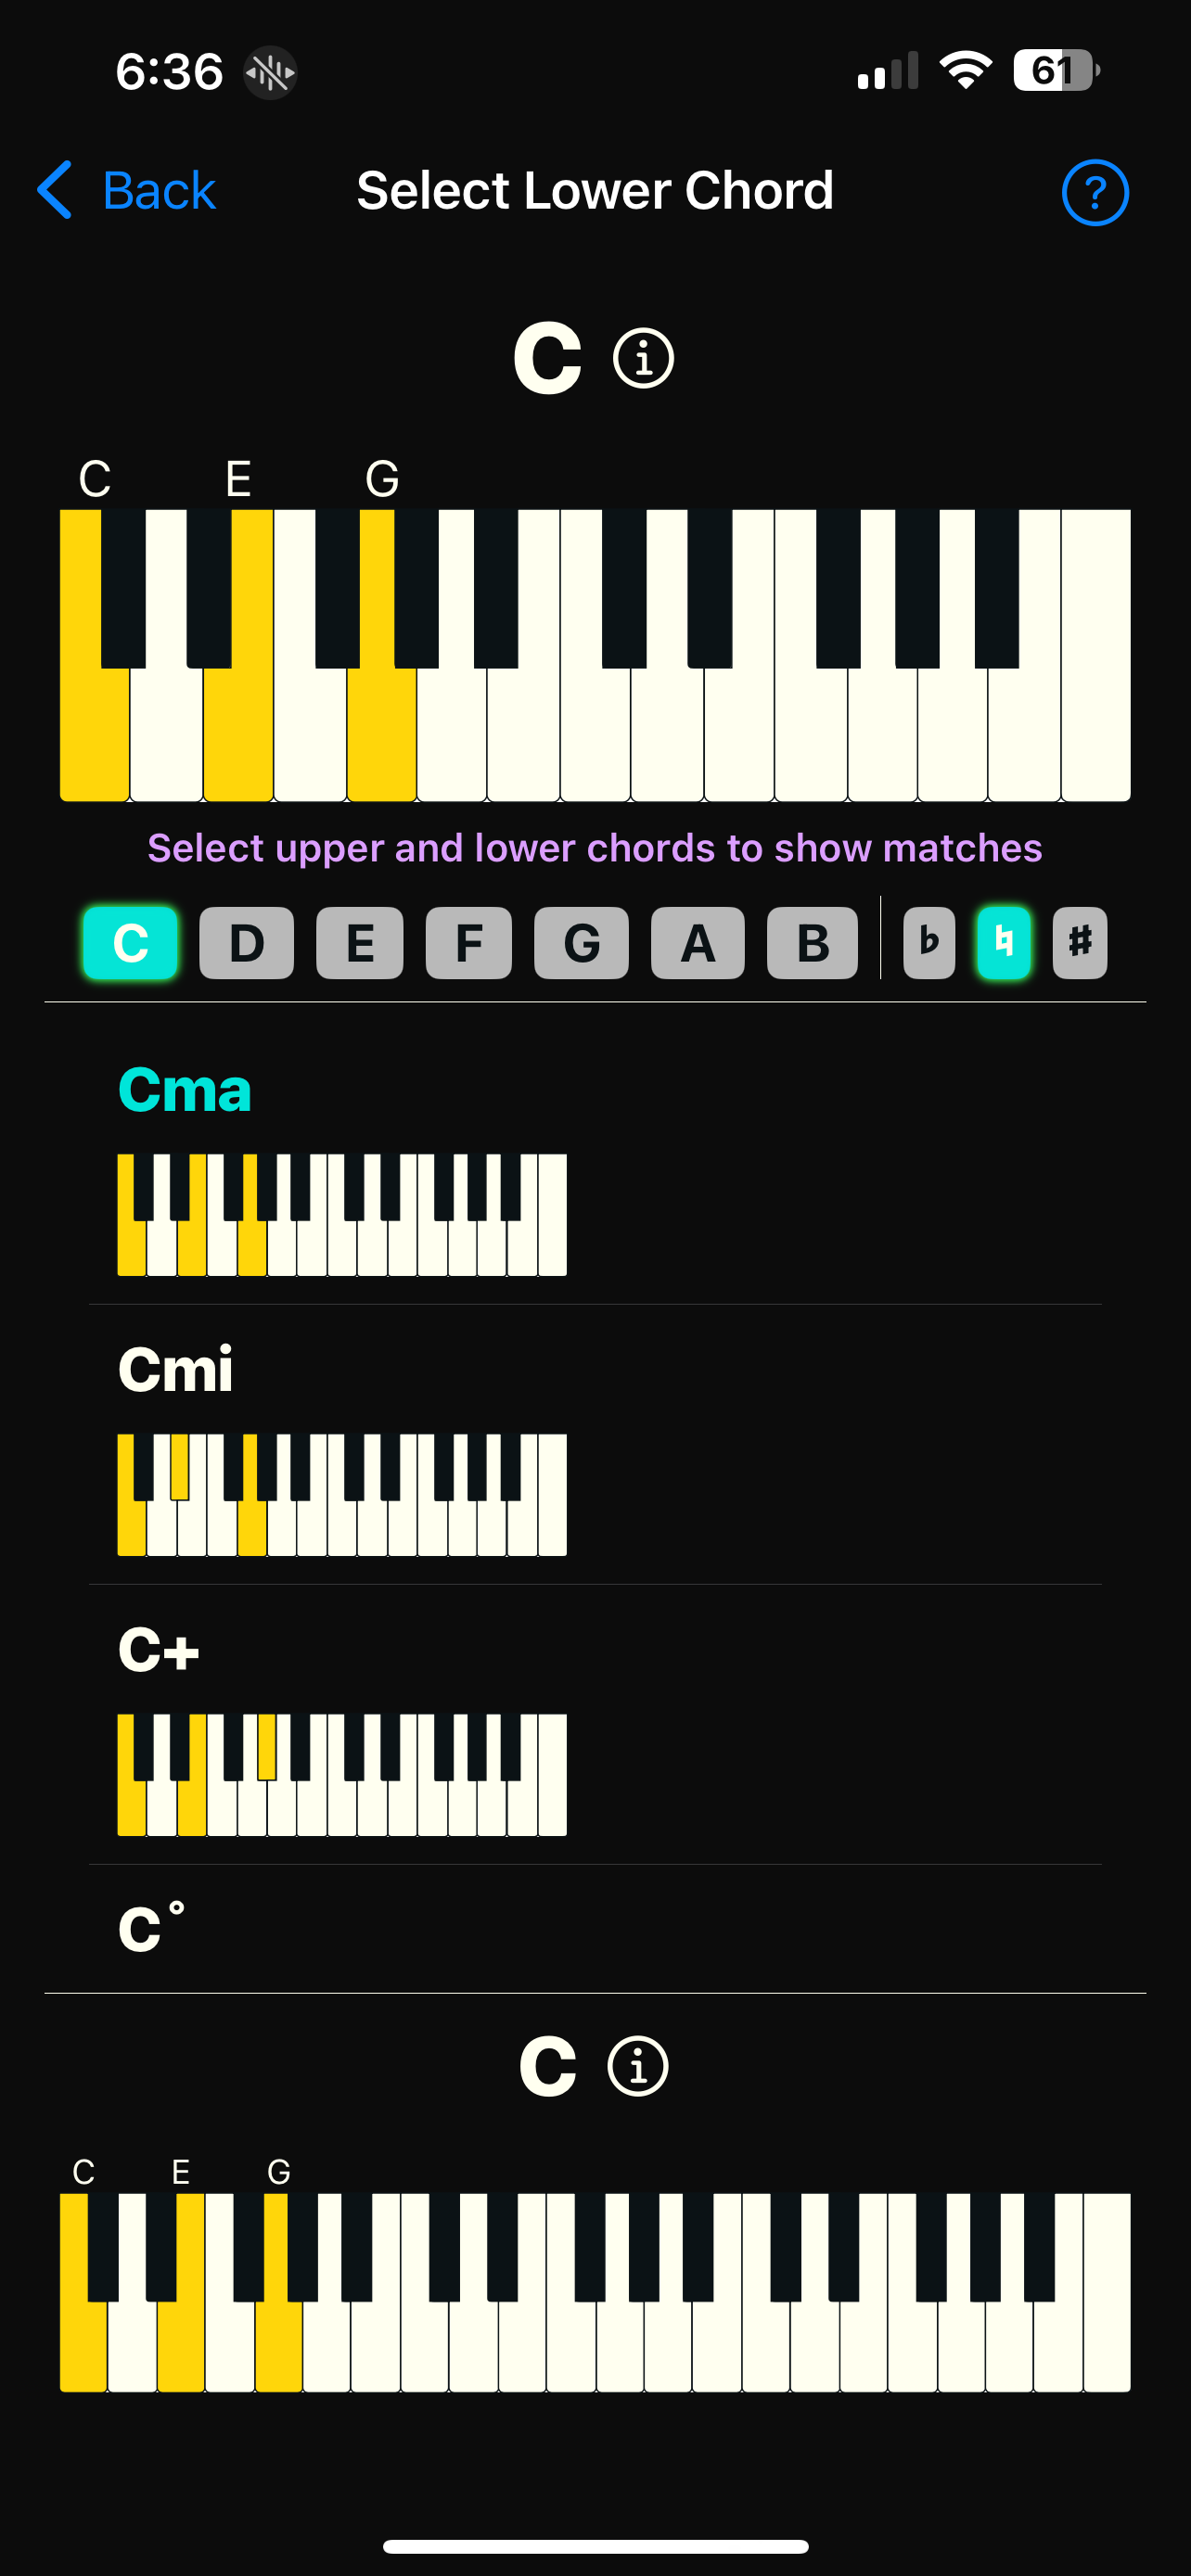 6:36 61
Back Select Lower Chord ?
C i
C E G
Select upper and lower chords to show matches
C D E F G A B ♭ ♮ #
Cma
Cmi
C+
C°
C i
C E G